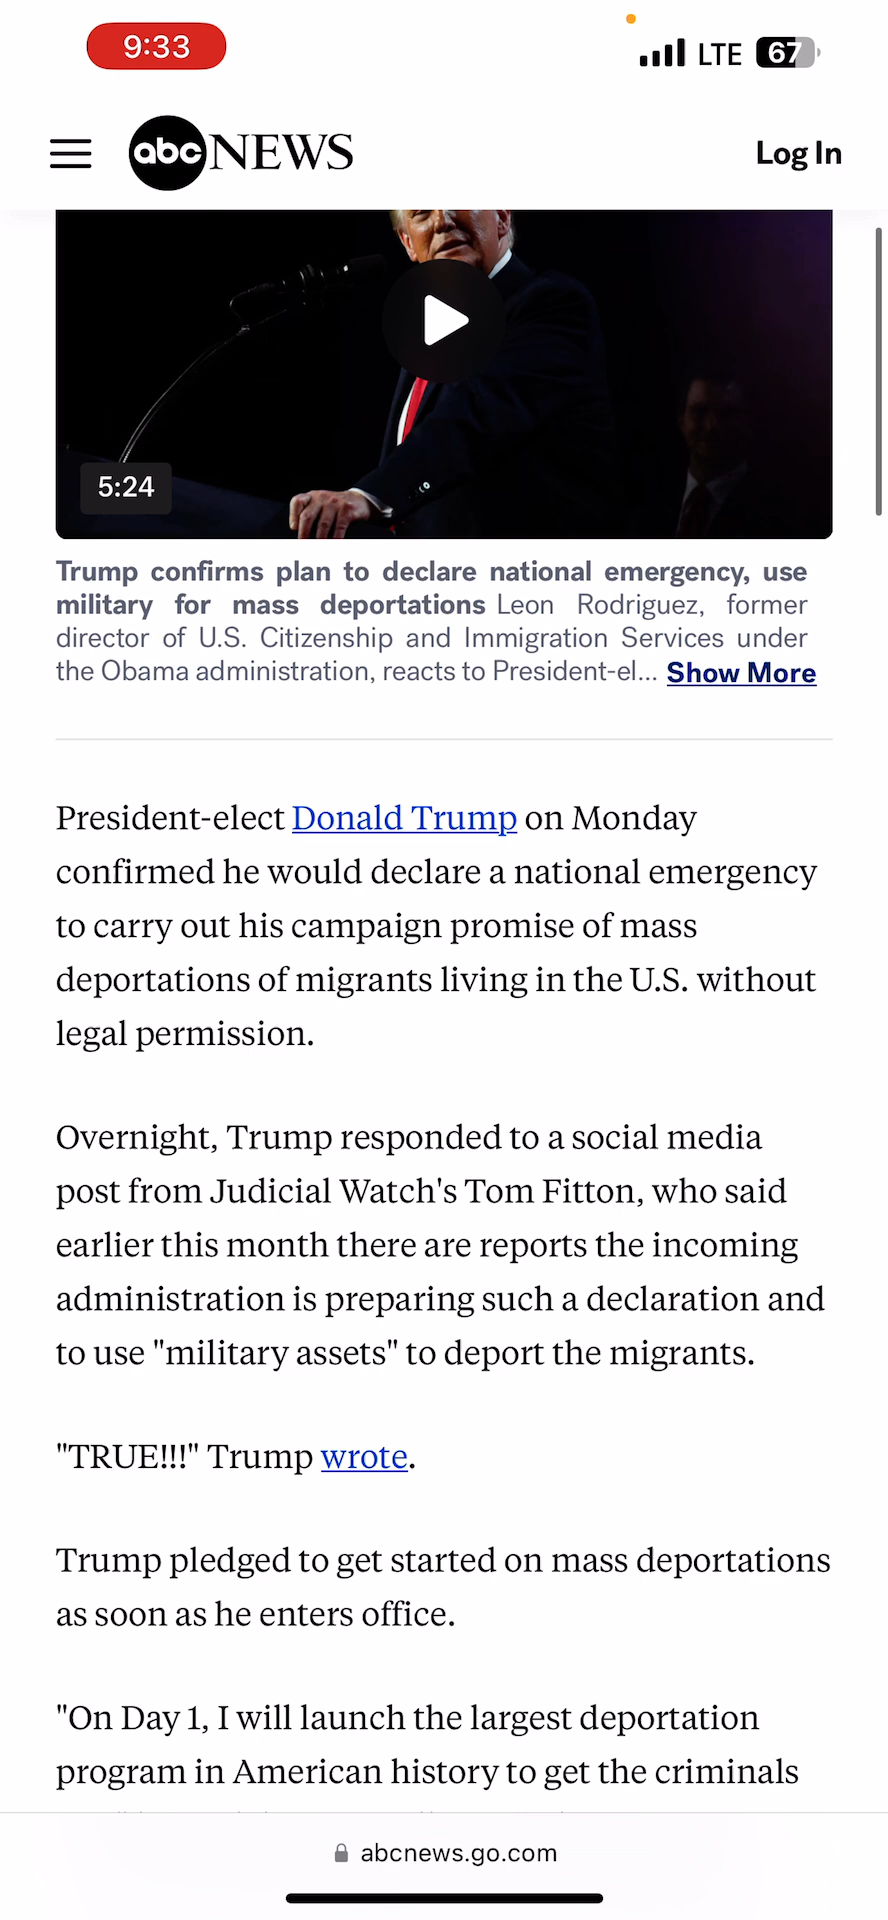 9:33
LTE 67
abc NEWS
Log In
5:24
Trump confirms plan to declare national emergency, use
military for mass deportations Leon Rodriguez, former
director of U.S. Citizenship and Immigration Services under
the Obama administration, reacts to President-el... Show More
President-elect Donald Trump on Monday
confirmed he would declare a national emergency
to carry out his campaign promise of mass
deportations of migrants living in the U.S. without
legal permission.
Overnight, Trump responded to a social media
post from Judicial Watch's Tom Fitton, who said
earlier this month there are reports the incoming
administration is preparing such a declaration and
to use "military assets" to deport the migrants.
"TRUE!!!" Trump wrote.
Trump pledged to get started on mass deportations
as soon as he enters office.
"On Day 1, I will launch the largest deportation
program in American history to get the criminals
abcnews.go.com